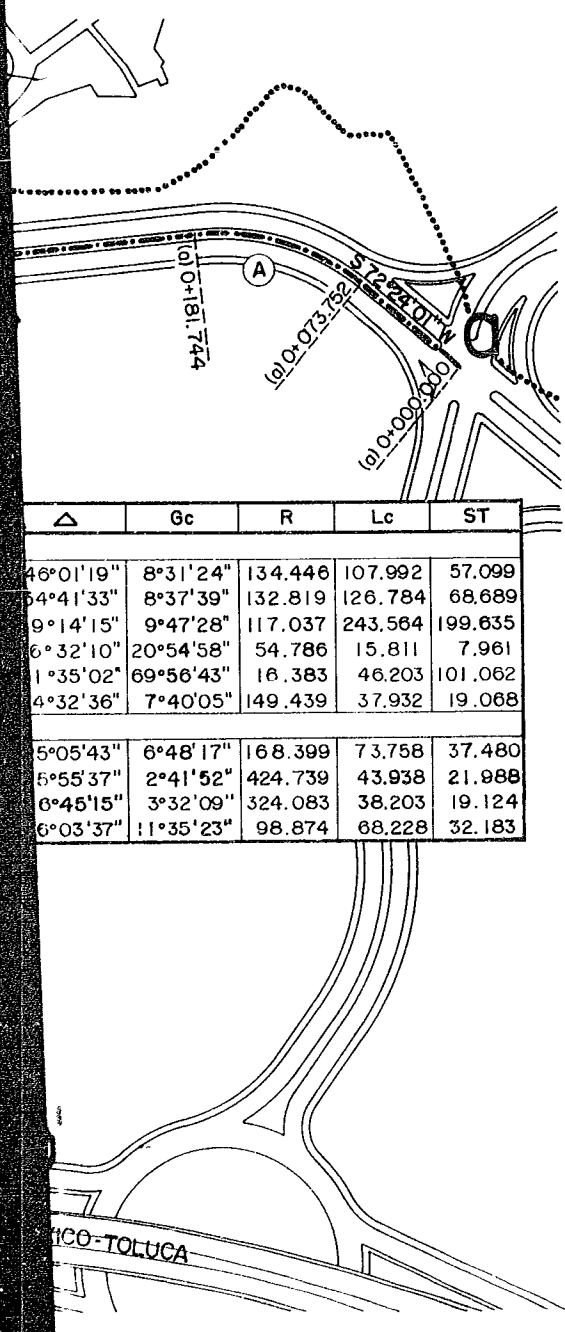 S 72°24'01" W
(a) 0+181.744
A
(a) 0+073.752
(a) 0+000.000
△ Gc R Lc ST
46°01'19" 8°31'24" 134.446 107.992 57.099
54°41'33" 8°37'39" 132.819 126.784 68.689
9°14'15" 9°47'28" 117.037 243.564 199.635
6°32'10" 20°54'58" 54.786 15.811 7.961
1°35'02" 69°56'43" 16.383 46.203 101.062
4°32'36" 7°40'05" 149.439 37.932 19.068
5°05'43" 6°48'17" 168.399 73.758 37.480
5°55'37" 2°41'52" 424.739 43.938 21.988
6°45'15" 3°32'09" 324.083 38.203 19.124
6°03'37" 11°35'23" 98.874 68.228 32.183
ICO-TOLUCA